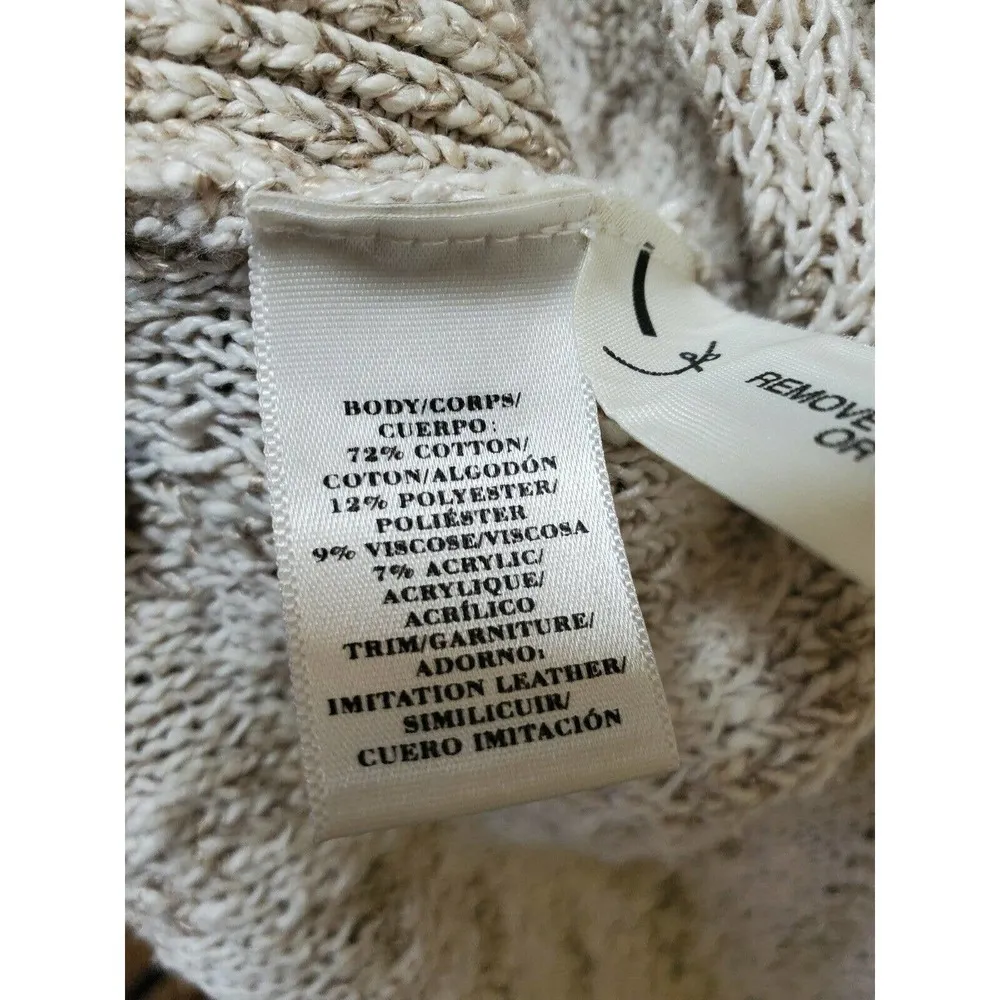 BODY/CORPS/
CUERPO:
72% COTTON/
COTON/ALGODÓN
12% POLYESTER/
POLIÉSTER
9% VISCOSE/VISCOSA
7% ACRYLIC/
ACRYLIQUE/
ACRÍLICO
TRIM/GARNITURE/
ADORNO:
IMITATION LEATHER/
SIMILICUIR/
CUERO IMITACIÓN
REMOVE
OR